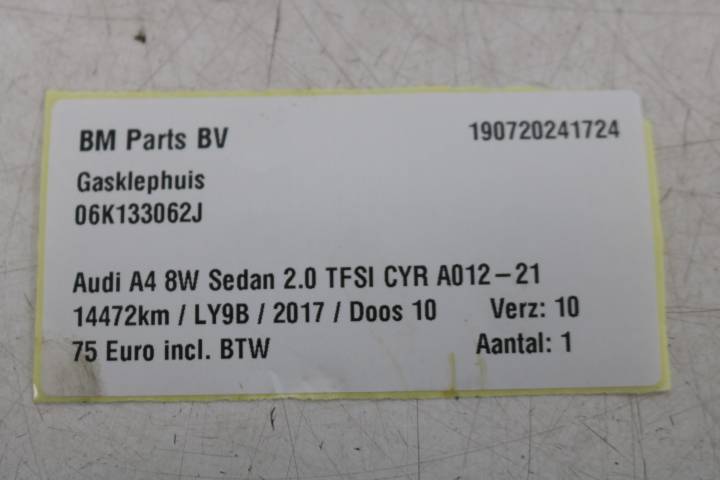 BM Parts BV 190720241724
Gasklephuis
06K133062J
Audi A4 8W Sedan 2.0 TFSI CYR A012-21
14472km / LY9B / 2017 / Doos 10 Verz: 10
75 Euro incl. BTW Aantal: 1